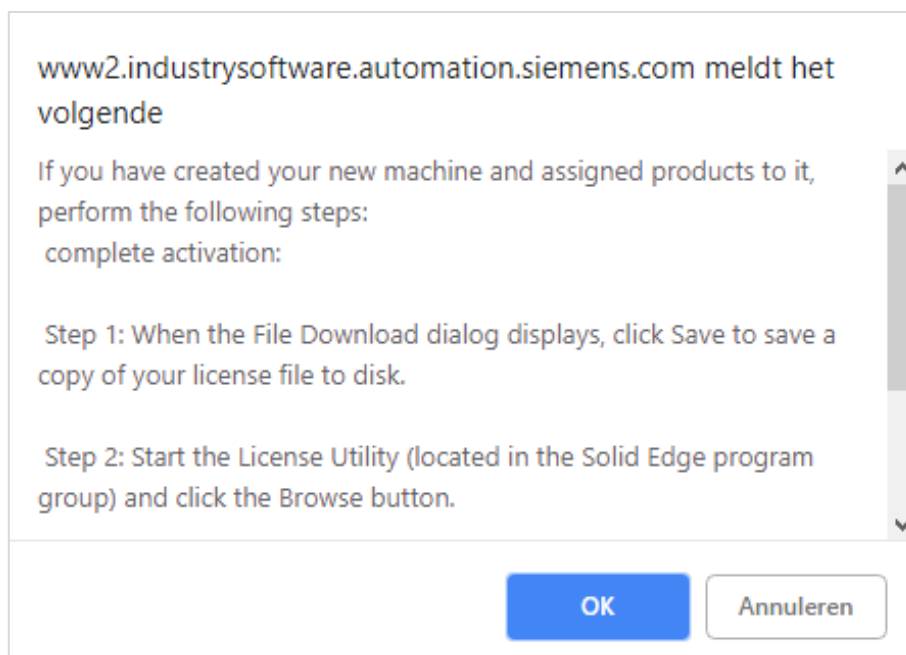 www2.industrysoftware.automation.siemens.com meldt het
volgende
If you have created your new machine and assigned products to it,
perform the following steps:
complete activation:
Step 1: When the File Download dialog displays, click Save to save a
copy of your license file to disk.
Step 2: Start the License Utility (located in the Solid Edge program
group) and click the Browse button.
OK
Annuleren